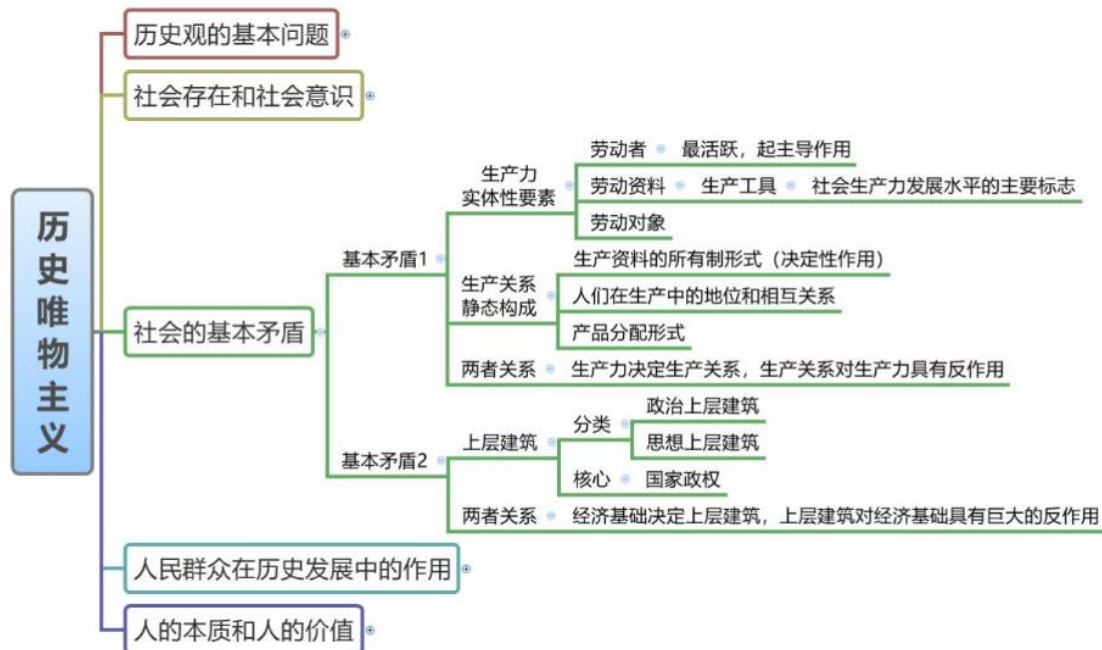 历史唯物主义
历史观的基本问题
社会存在和社会意识
社会的基本矛盾
基本矛盾1
生产力
实体性要素
劳动者
最活跃，起主导作用
劳动资料
生产工具
社会生产力发展水平的主要标志
劳动对象
生产关系
静态构成
生产资料的所有制形式（决定性作用）
人们在生产中的地位和相互关系
产品分配形式
两者关系
生产力决定生产关系，生产关系对生产力具有反作用
基本矛盾2
上层建筑
分类
政治上层建筑
思想上层建筑
核心
国家政权
两者关系
经济基础决定上层建筑，上层建筑对经济基础具有巨大的反作用
人民群众在历史发展中的作用
人的本质和人的价值